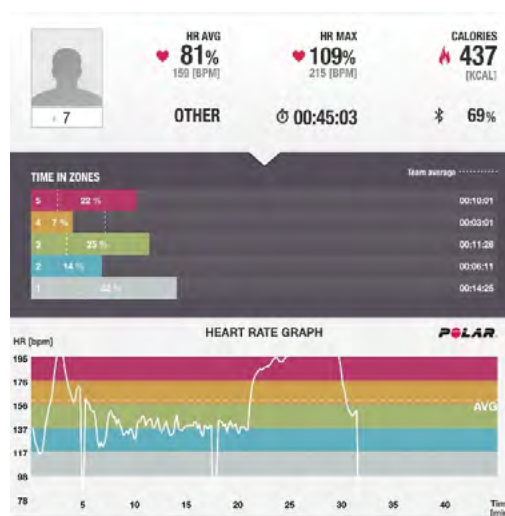 HR AVG
81%
159 [BPM]
HR MAX
109%
215 [BPM]
CALORIES
437
[KCAL]
7
OTHER
00:45:03
69%
TIME IN ZONES
Team average
5 22 % 00:10:01
4 7 % 00:03:01
3 25 % 00:11:26
2 14 % 00:06:11
1 00:14:25
HEART RATE GRAPH
POLAR
HR [bpm]
195
176
156
AVG
137
117
98
78
5 10 15 20 25 30 35 40